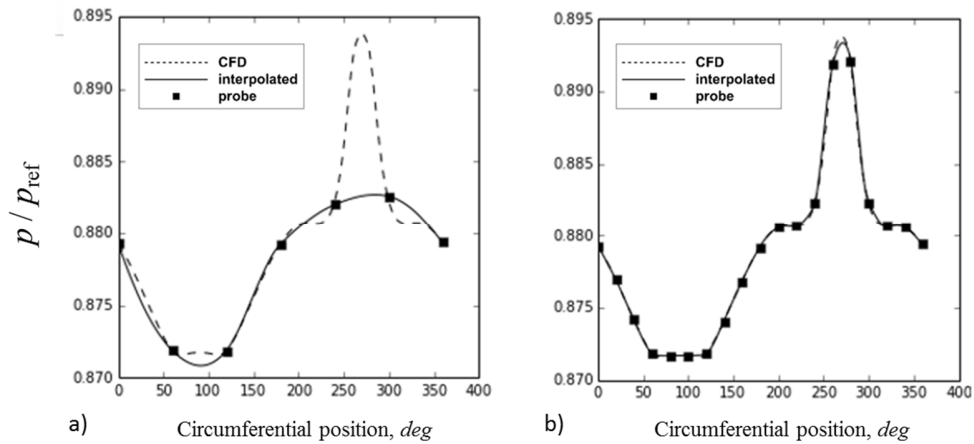 p / pref
0.895
0.890
0.885
0.880
0.875
0.870
CFD
interpolated
probe
0 50 100 150 200 250 300 350 400
a) Circumferential position, deg
0.895
0.890
0.885
0.880
0.875
0.870
CFD
interpolated
probe
0 50 100 150 200 250 300 350 400
b) Circumferential position, deg